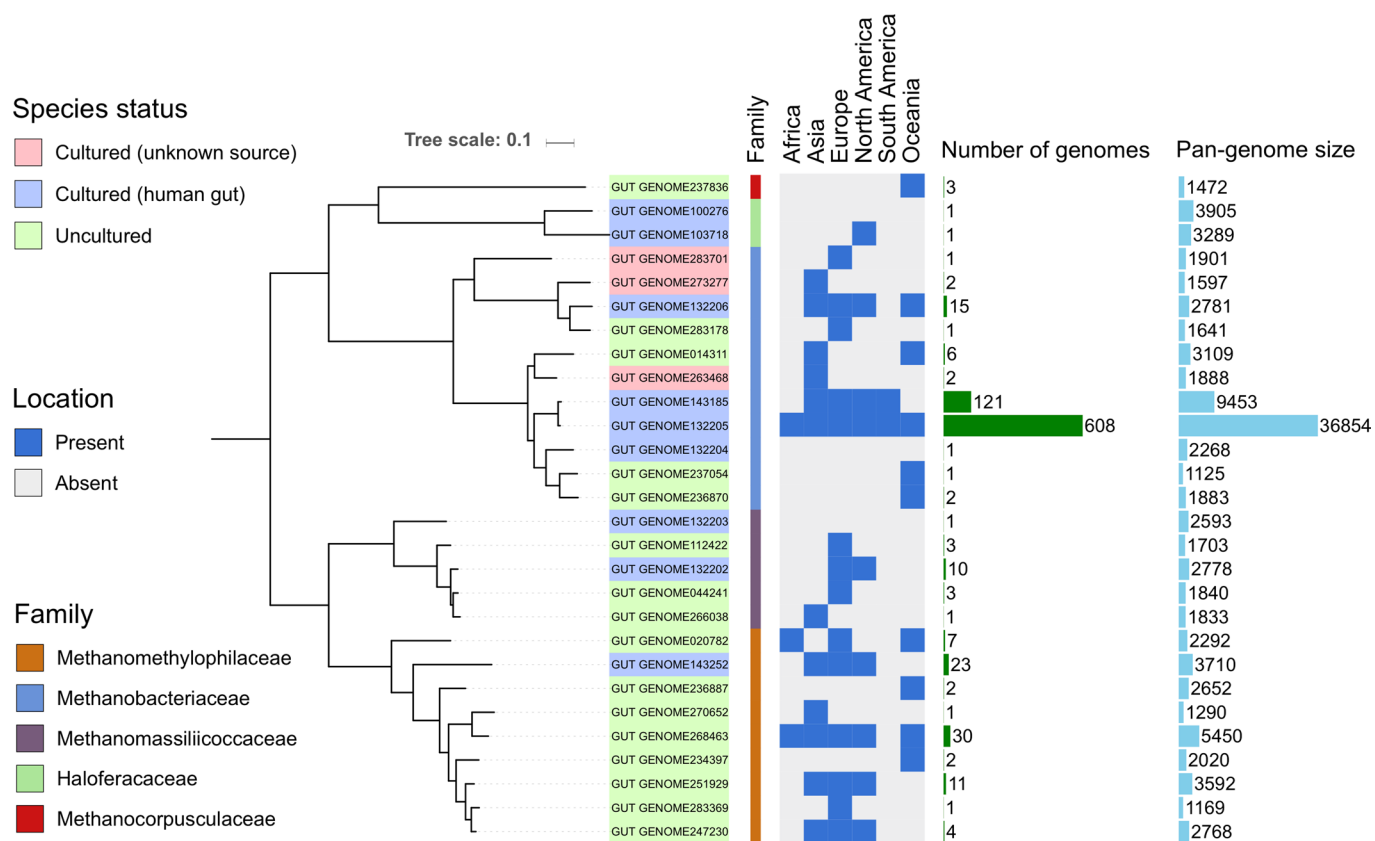 Species status
Cultured (unknown source)
Cultured (human gut)
Uncultured
Location
Present
Absent
Family
Methanomethylophilaceae
Methanobacteriaceae
Methanomassiliicoccaceae
Haloferacaceae
Methanocorpusculaceae
Tree scale: 0.1
Family
Africa
Asia
Europe
North America
South America
Oceania
Number of genomes
Pan-genome size
GUT GENOME237836 3 1472
GUT GENOME100276 1 3905
GUT GENOME103718 1 3289
GUT GENOME283701 1 1901
GUT GENOME273277 2 1597
GUT GENOME132206 15 2781
GUT GENOME283178 1 1641
GUT GENOME014311 6 3109
GUT GENOME263468 2 1888
GUT GENOME143185 121 9453
GUT GENOME132205 608 36854
GUT GENOME132204 1 2268
GUT GENOME237054 1 1125
GUT GENOME236870 2 1883
GUT GENOME132203 1 2593
GUT GENOME112422 3 1703
GUT GENOME132202 10 2778
GUT GENOME044241 3 1840
GUT GENOME266038 1 1833
GUT GENOME020782 7 2292
GUT GENOME143252 23 3710
GUT GENOME236887 2 2652
GUT GENOME270652 1 1290
GUT GENOME268463 30 5450
GUT GENOME234397 2 2020
GUT GENOME251929 11 3592
GUT GENOME283369 1 1169
GUT GENOME247230 4 2768